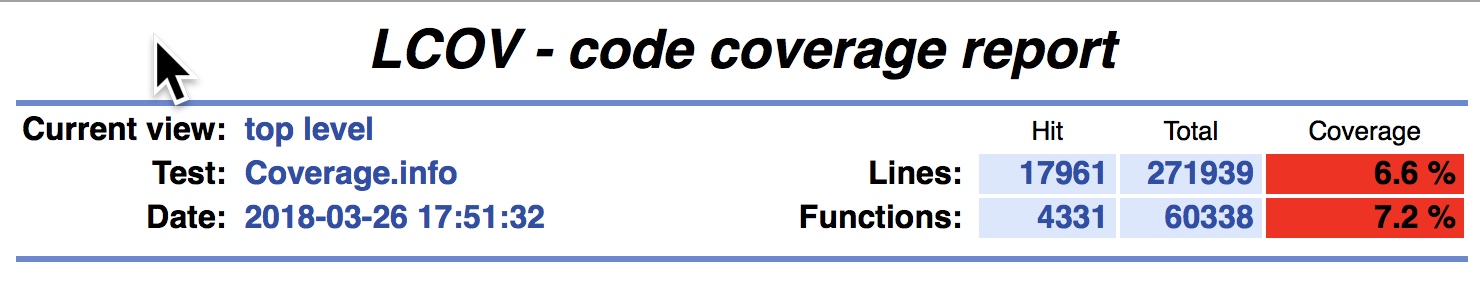 LCOV - code coverage report
Current view: top level Hit Total Coverage
Test: Coverage.info Lines: 17961 271939 6.6 %
Date: 2018-03-26 17:51:32 Functions: 4331 60338 7.2 %